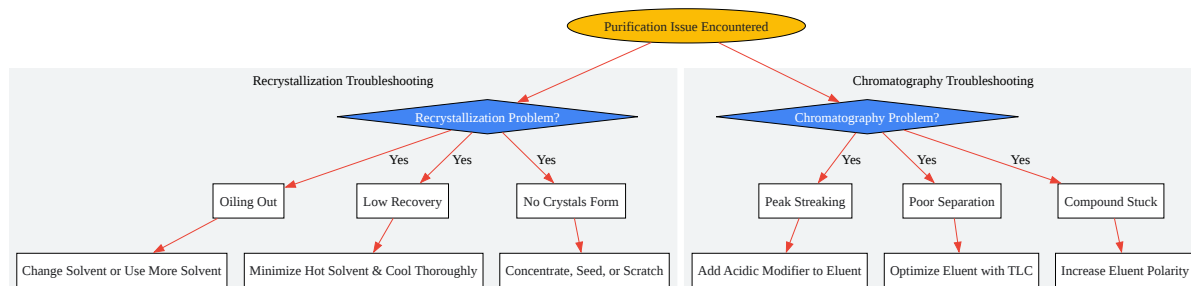 Purification Issue Encountered
Recrystallization Troubleshooting
Chromatography Troubleshooting
Recrystallization Problem?
Chromatography Problem?
Yes
Yes
Yes
Yes
Yes
Yes
Oiling Out
Low Recovery
No Crystals Form
Peak Streaking
Poor Separation
Compound Stuck
Change Solvent or Use More Solvent
Minimize Hot Solvent & Cool Thoroughly
Concentrate, Seed, or Scratch
Add Acidic Modifier to Eluent
Optimize Eluent with TLC
Increase Eluent Polarity